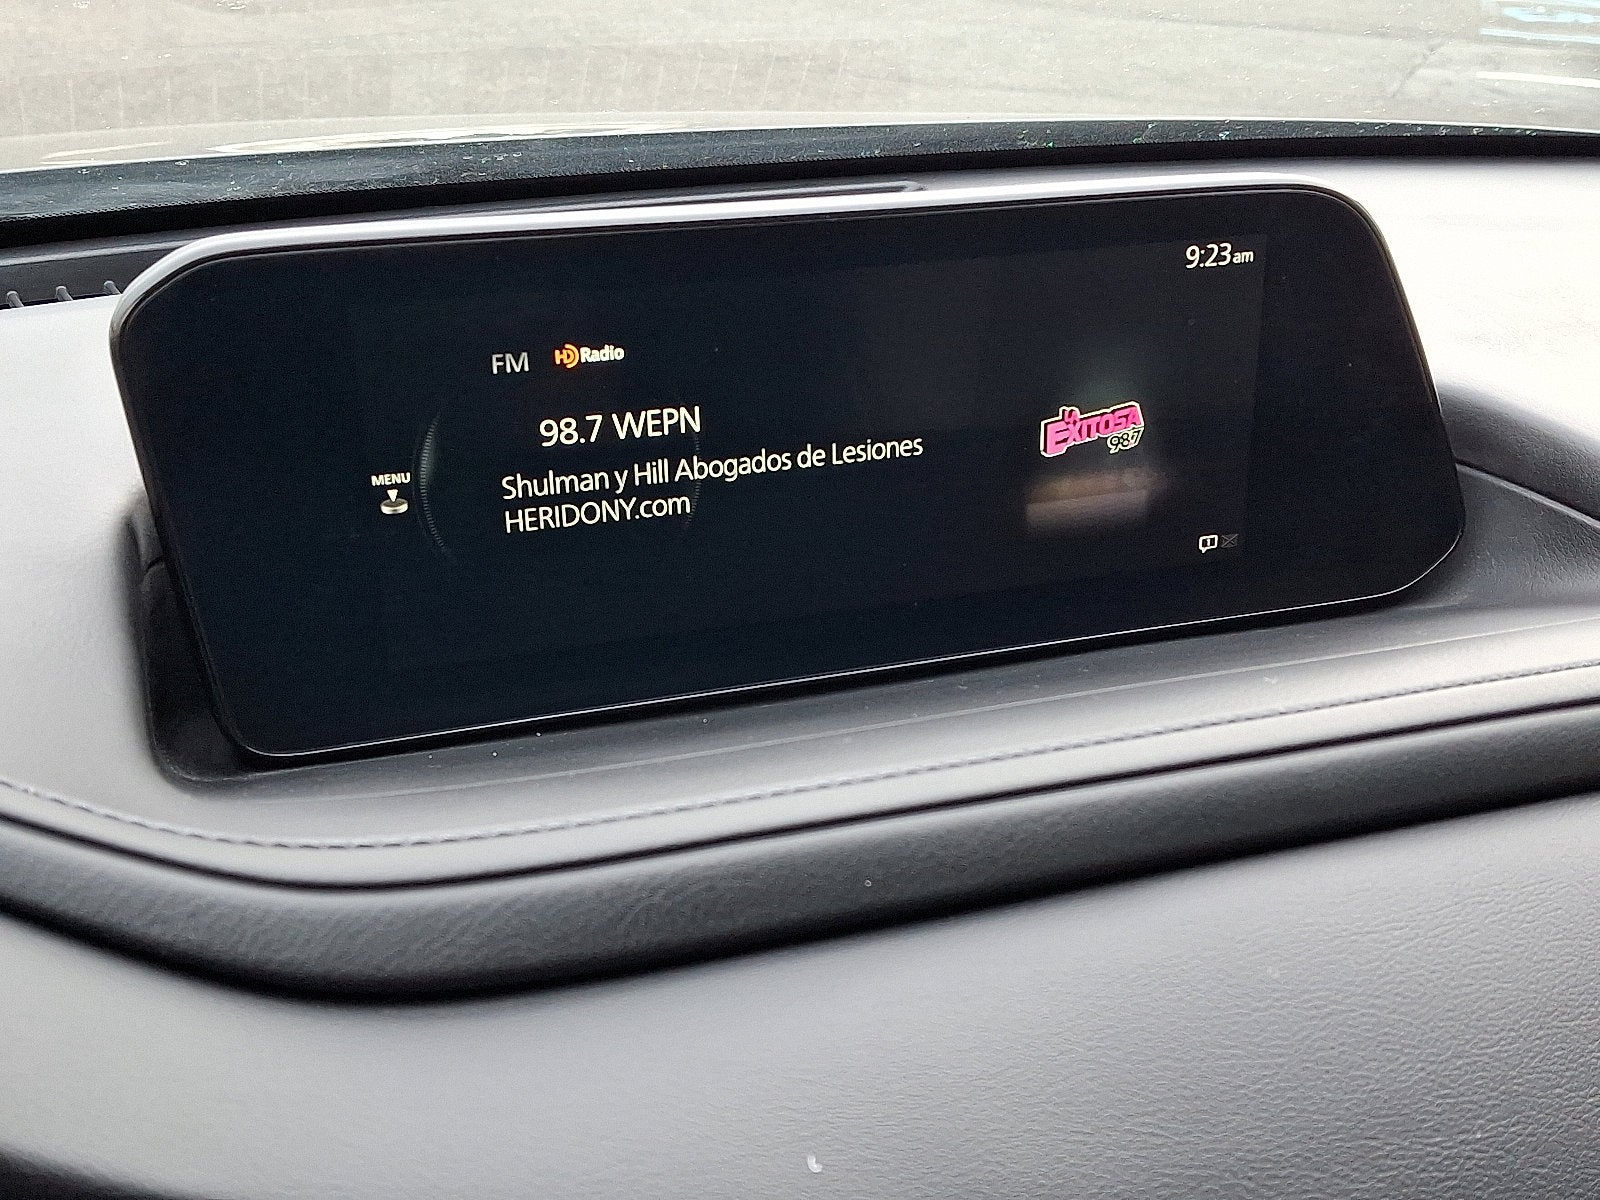 9:23am
FM HD Radio
98.7 WEPN
MENU
Shulman y Hill Abogados de Lesiones
HERIDONY.com
LA
EXITOSA
98.7